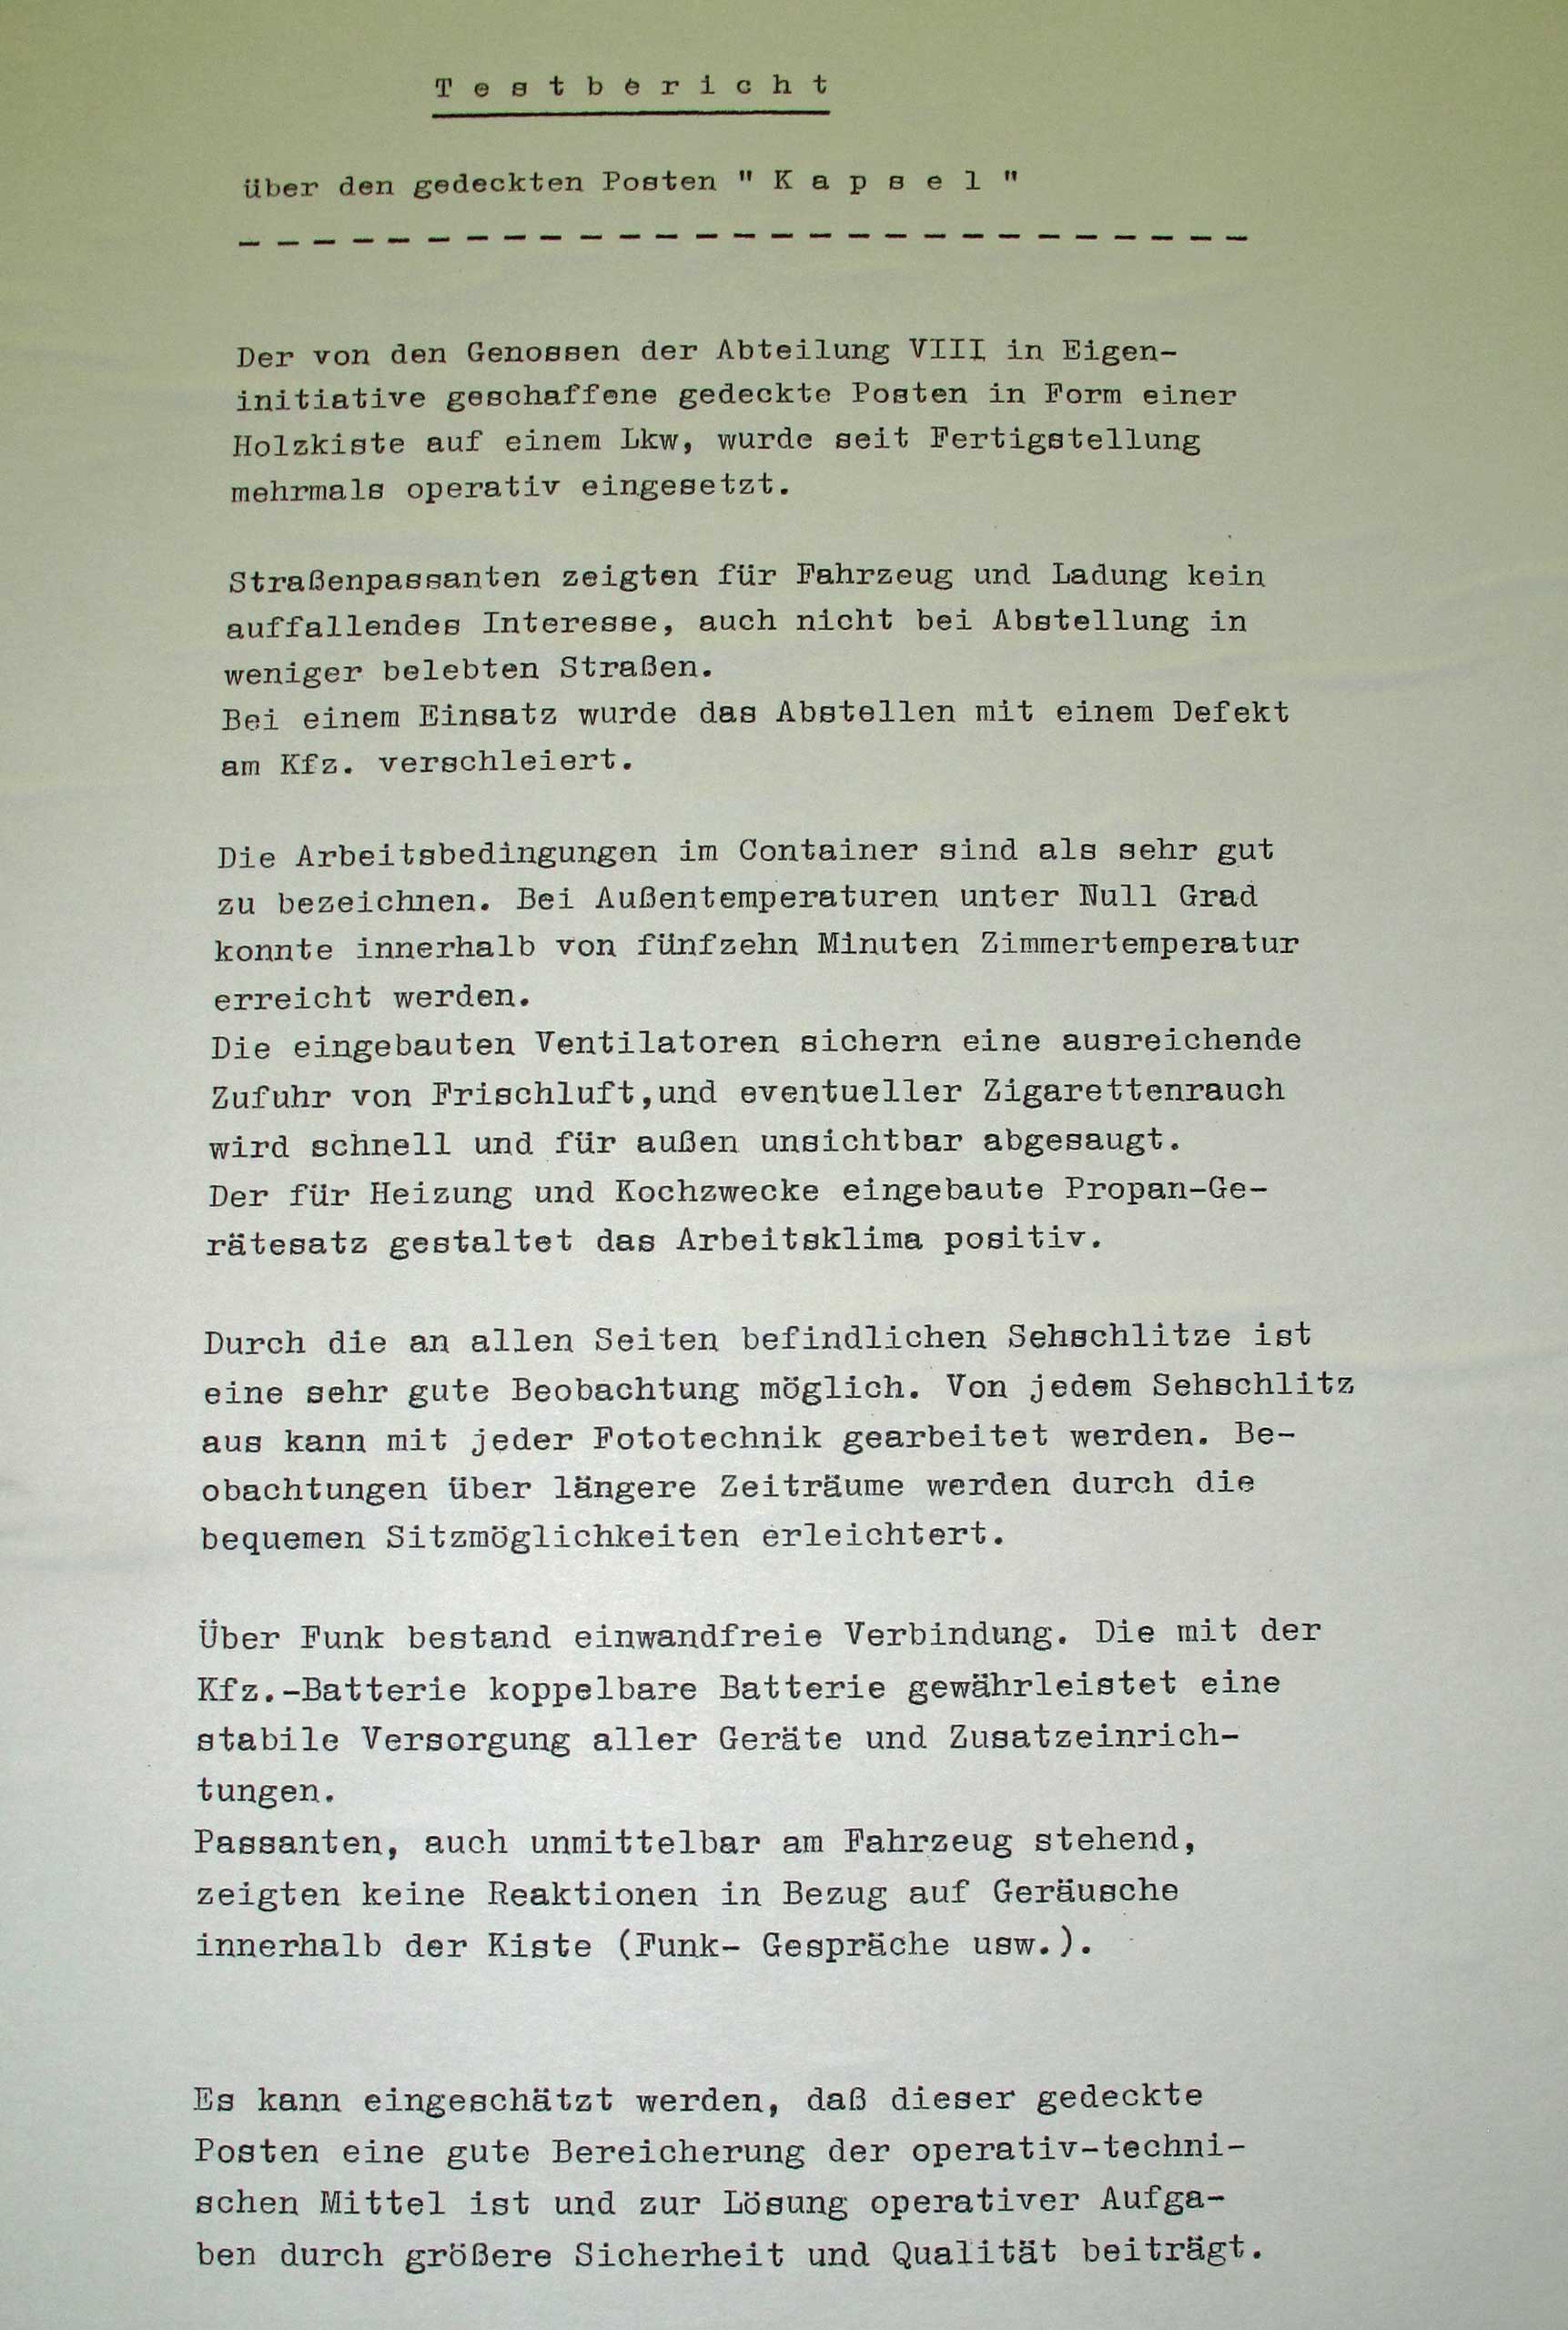 Testbericht
über den gedeckten Posten " K a p s e l "
Der von den Genossen der Abteilung VIII in Eigen-
initiative geschaffene gedeckte Posten in Form einer
Holzkiste auf einem Lkw, wurde seit Fertigstellung
mehrmals operativ eingesetzt.
Straßenpassanten zeigten für Fahrzeug und Ladung kein
auffallendes Interesse, auch nicht bei Abstellung in
weniger belebten Straßen.
Bei einem Einsatz wurde das Abstellen mit einem Defekt
am Kfz. verschleiert.
Die Arbeitsbedingungen im Container sind als sehr gut
zu bezeichnen. Bei Außentemperaturen unter Null Grad
konnte innerhalb von fünfzehn Minuten Zimmertemperatur
erreicht werden.
Die eingebauten Ventilatoren sichern eine ausreichende
Zufuhr von Frischluft,und eventueller Zigarettenrauch
wird schnell und für außen unsichtbar abgesaugt.
Der für Heizung und Kochzwecke eingebaute Propan-Ge-
rätesatz gestaltet das Arbeitsklima positiv.
Durch die an allen Seiten befindlichen Sehschlitze ist
eine sehr gute Beobachtung möglich. Von jedem Sehschlitz
aus kann mit jeder Fototechnik gearbeitet werden. Be-
obachtungen über längere Zeiträume werden durch die
bequemen Sitzmöglichkeiten erleichtert.
Über Funk bestand einwandfreie Verbindung. Die mit der
Kfz.-Batterie koppelbare Batterie gewährleistet eine
stabile Versorgung aller Geräte und Zusatzeinrich-
tungen.
Passanten, auch unmittelbar am Fahrzeug stehend,
zeigten keine Reaktionen in Bezug auf Geräusche
innerhalb der Kiste (Funk- Gespräche usw.).
Es kann eingeschätzt werden, daß dieser gedeckte
Posten eine gute Bereicherung der operativ-techni-
schen Mittel ist und zur Lösung operativer Aufga-
ben durch größere Sicherheit und Qualität beiträgt.